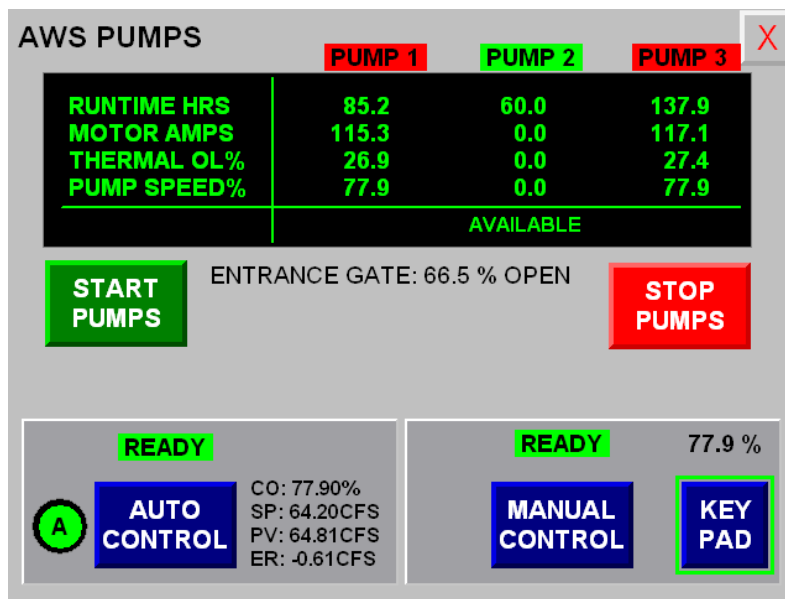 AWS PUMPS
X
PUMP 1 PUMP 2 PUMP 3
RUNTIME HRS 85.2 60.0 137.9
MOTOR AMPS 115.3 0.0 117.1
THERMAL OL% 26.9 0.0 27.4
PUMP SPEED% 77.9 0.0 77.9
AVAILABLE
START
PUMPS
ENTRANCE GATE: 66.5 % OPEN
STOP
PUMPS
READY
A
AUTO
CONTROL
CO: 77.90%
SP: 64.20CFS
PV: 64.81CFS
ER: -0.61CFS
READY
77.9 %
MANUAL
CONTROL
KEY
PAD